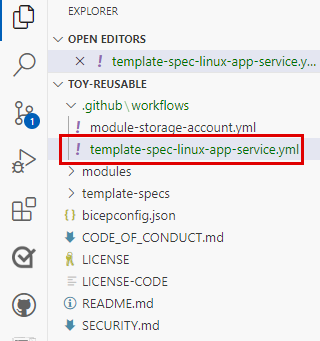 EXPLORER
OPEN EDITORS
template-spec-linux-app-service.y...
TOY-REUSABLE
.github\workflows
module-storage-account.yml
template-spec-linux-app-service.yml
modules
template-specs
bicepconfig.json
CODE_OF_CONDUCT.md
LICENSE
LICENSE-CODE
README.md
SECURITY.md
1